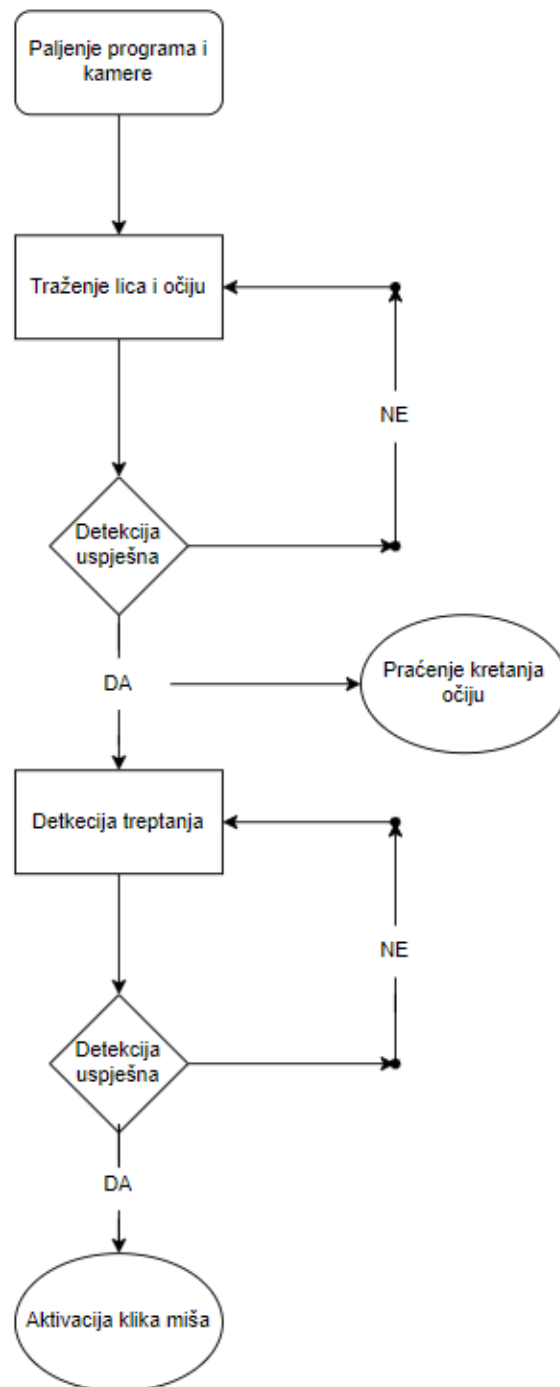 Paljenje programa i
kamere
Traženje lica i očiju
NE
Detekcija
uspješna
DA
Praćenje kretanja
očiju
Detkecija treptanja
NE
Detekcija
uspješna
DA
Aktivacija klika miša